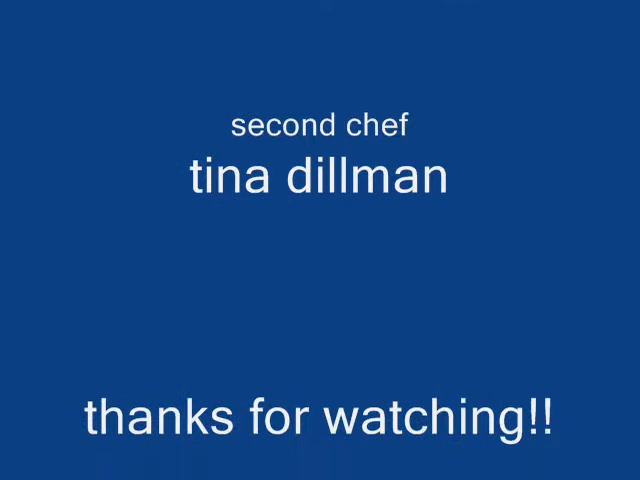 second chef
tina dillman
thanks for watching!!